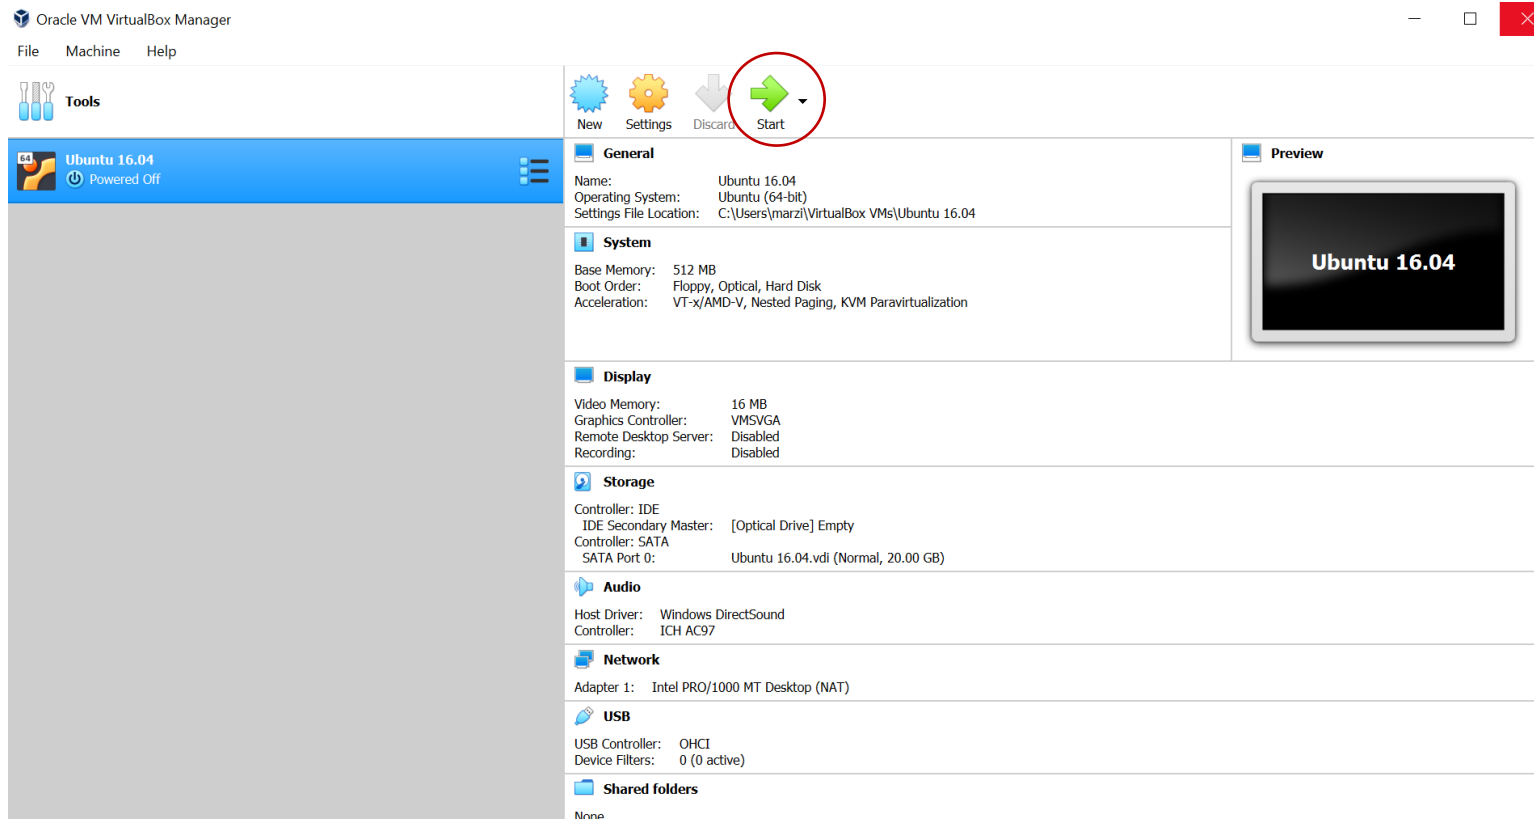 Oracle VM VirtualBox Manager
File Machine Help
Tools
New Settings Discard Start
64
Ubuntu 16.04
Powered Off
General
Name: Ubuntu 16.04
Operating System: Ubuntu (64-bit)
Settings File Location: C:\Users\marzi\VirtualBox VMs\Ubuntu 16.04
Preview
Ubuntu 16.04
System
Base Memory: 512 MB
Boot Order: Floppy, Optical, Hard Disk
Acceleration: VT-x/AMD-V, Nested Paging, KVM Paravirtualization
Display
Video Memory: 16 MB
Graphics Controller: VMSVGA
Remote Desktop Server: Disabled
Recording: Disabled
Storage
Controller: IDE
IDE Secondary Master: [Optical Drive] Empty
Controller: SATA
SATA Port 0: Ubuntu 16.04.vdi (Normal, 20.00 GB)
Audio
Host Driver: Windows DirectSound
Controller: ICH AC97
Network
Adapter 1: Intel PRO/1000 MT Desktop (NAT)
USB
USB Controller: OHCI
Device Filters: 0 (0 active)
Shared folders
None